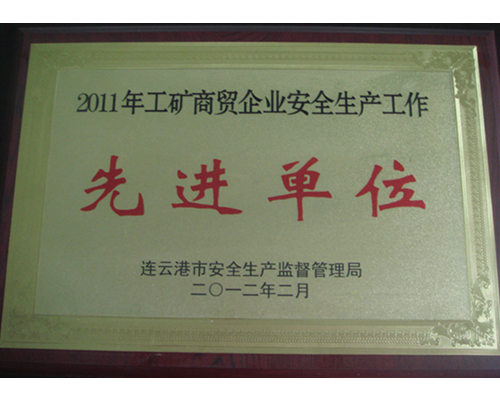 2011年工矿商贸企业安全生产工作
先进单位
连云港市安全生产监督管理局
二〇一二年二月